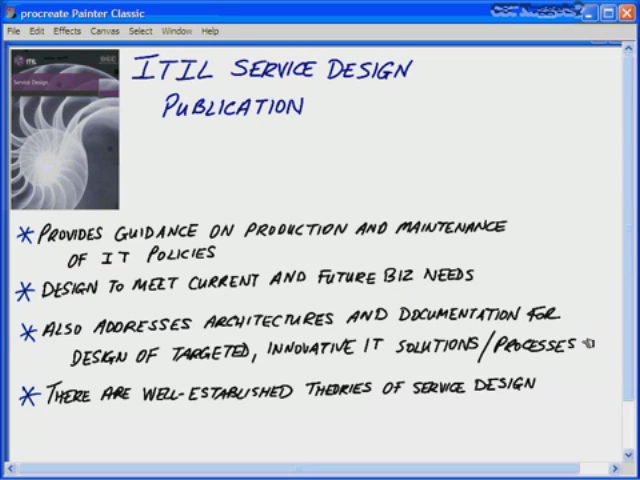 procreate Painter Classic
File Edit Effects Canvas Select Window Help
ITIL
Service Design
ITIL SERVICE DESIGN
PUBLICATION
* PROVIDES GUIDANCE ON PRODUCTION AND MAINTENANCE
OF IT POLICIES
* DESIGN TO MEET CURRENT AND FUTURE BIZ NEEDS
* ALSO ADDRESSES ARCHITECTURES AND DOCUMENTATION FOR
DESIGN OF TARGETED, INNOVATIVE IT SOLUTIONS/PROCESSES
* THERE ARE WELL-ESTABLISHED THEORIES OF SERVICE DESIGN